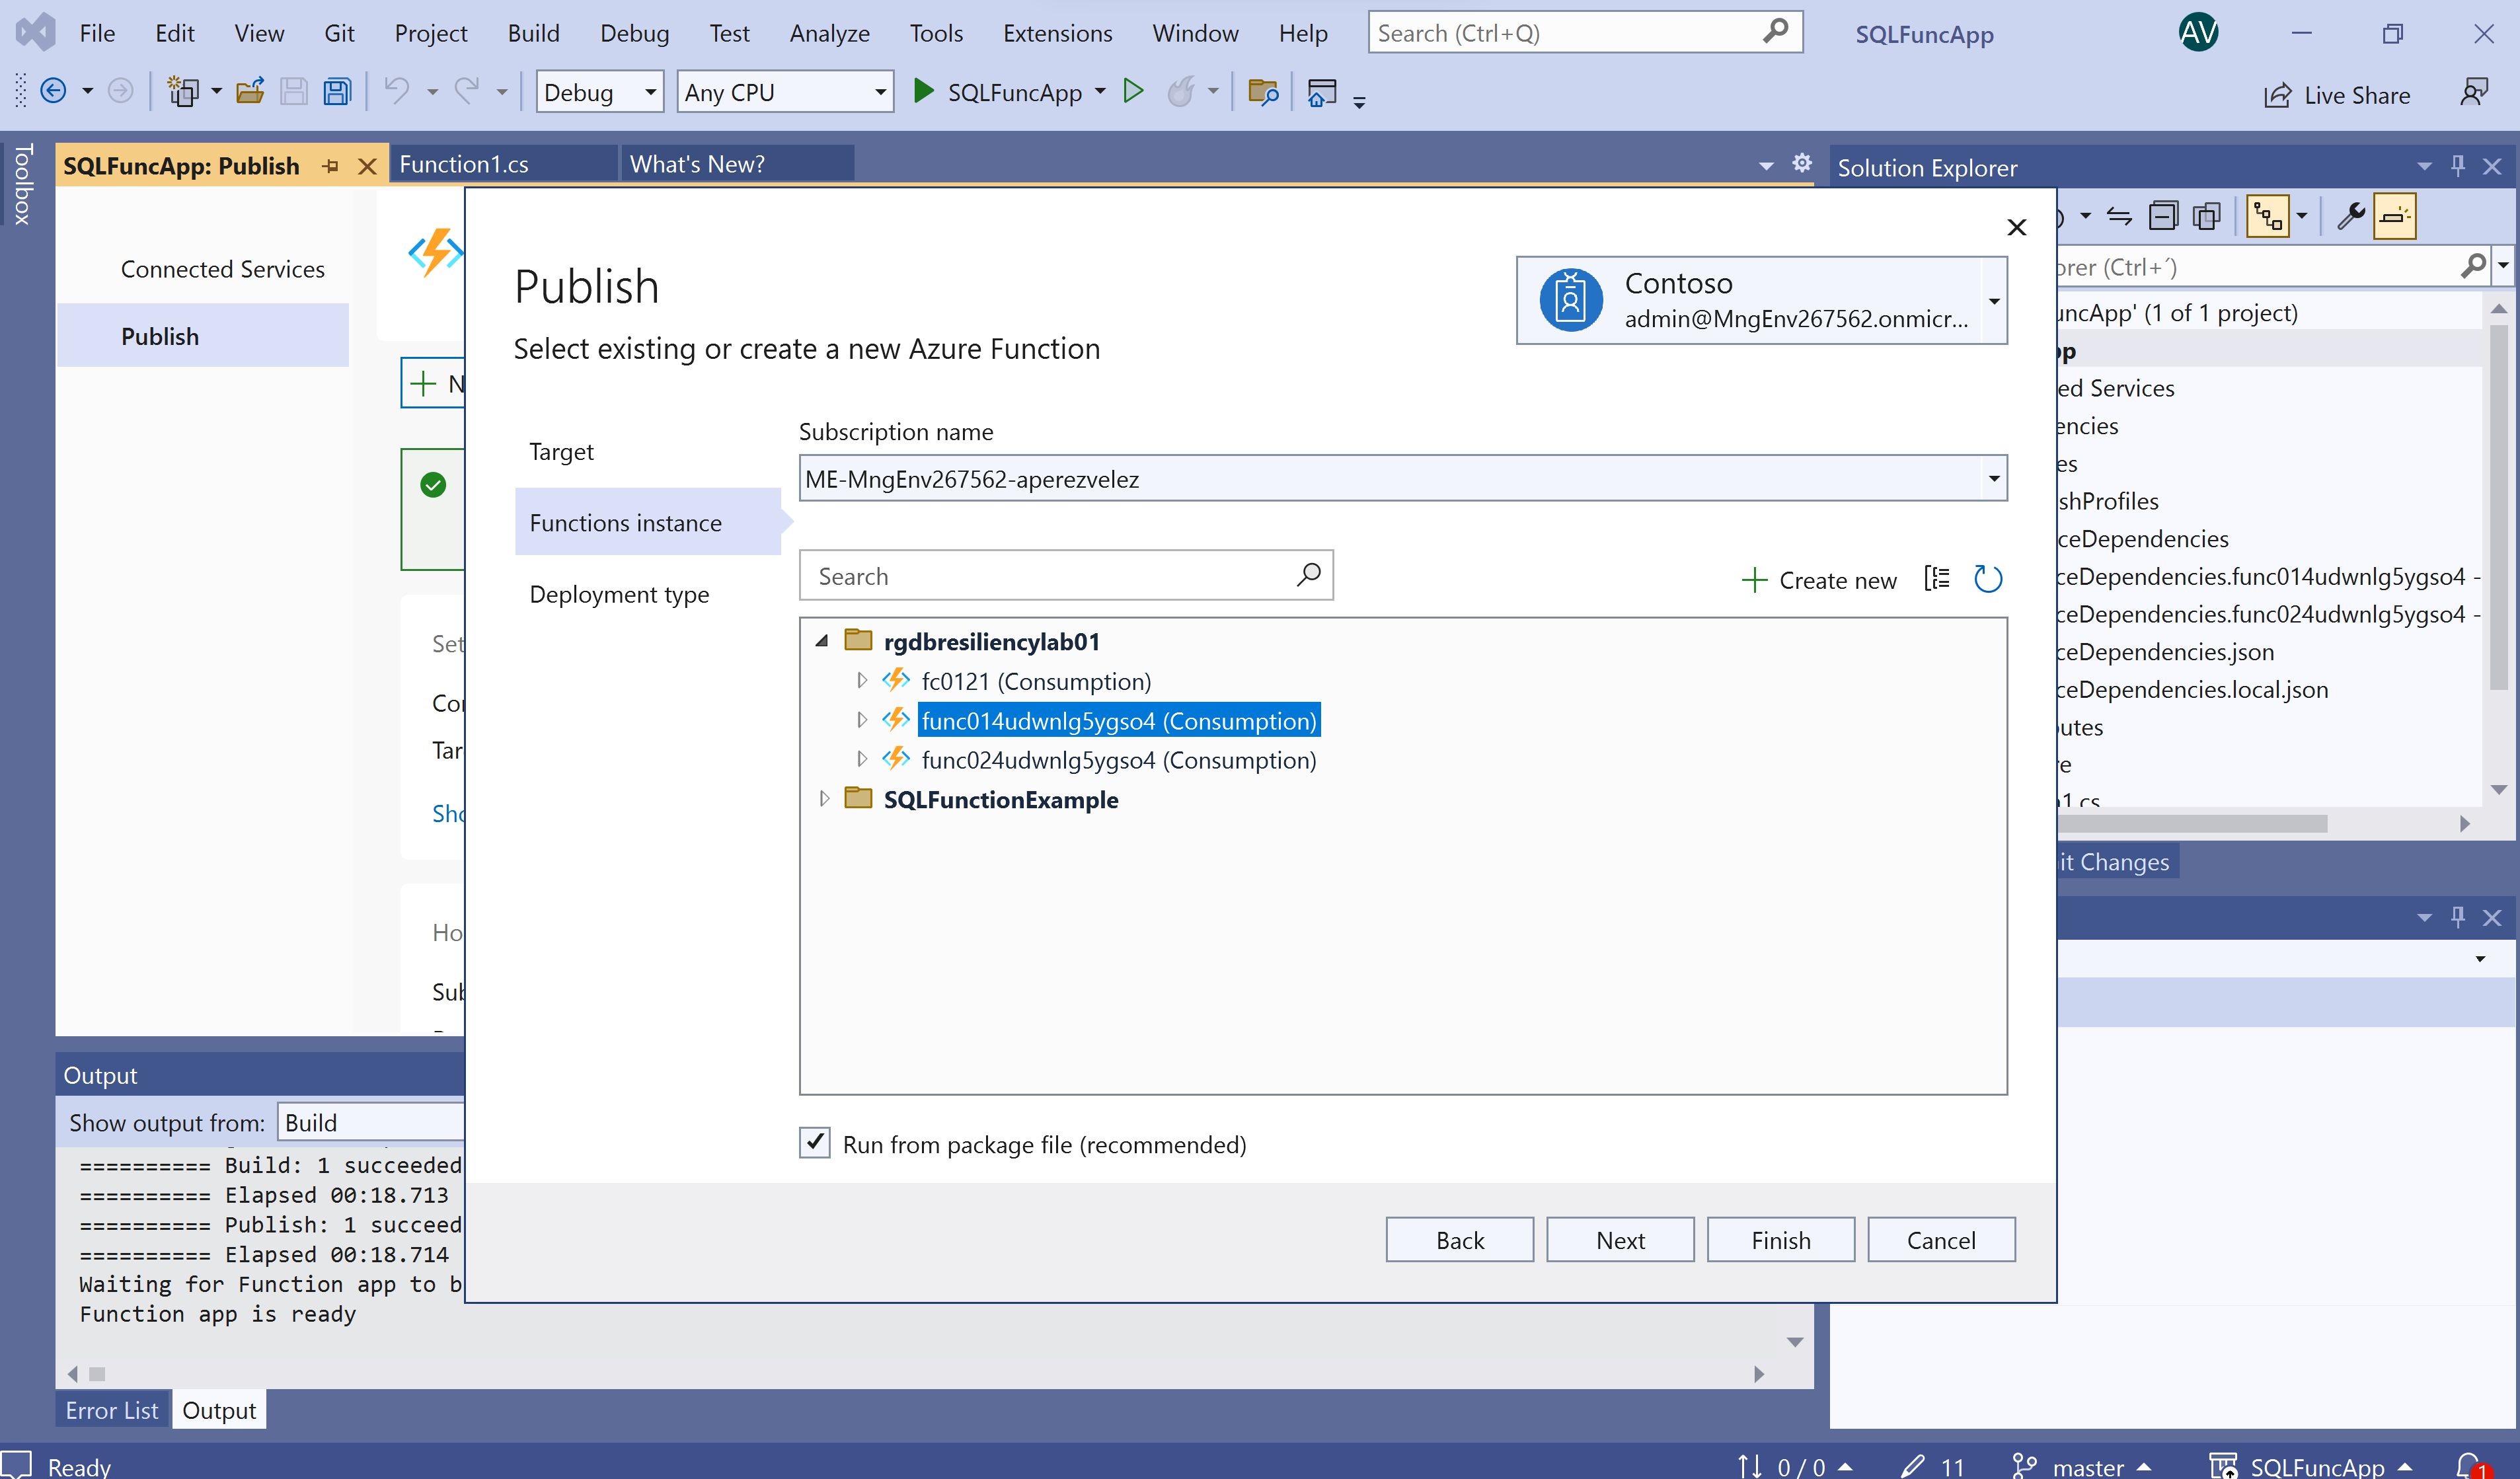 File Edit View Git Project Build Debug Test Analyze Tools Extensions Window Help Search (Ctrl+Q) SQLFuncApp AV
Debug Any CPU SQLFuncApp Live Share
Toolbox
SQLFuncApp: Publish Function1.cs What's New?
Connected Services
Publish
N
Set
Cor
Tar
Sho
Ho
Sub
Publish
Select existing or create a new Azure Function
Contoso
admin@MngEnv267562.onmicr...
Target
Functions instance
Deployment type
Subscription name
ME-MngEnv267562-aperezvelez
Search
Create new
rgdbresiliencylab01
fc0121 (Consumption)
func014udwnlg5ygso4 (Consumption)
func024udwnlg5ygso4 (Consumption)
SQLFunctionExample
Run from package file (recommended)
Back Next Finish Cancel
Solution Explorer
orer (Ctrl+´)
uncApp' (1 of 1 project)
pp
ed Services
encies
es
shProfiles
ceDependencies
ceDependencies.func014udwnlg5ygso4 -
ceDependencies.func024udwnlg5ygso4 -
ceDependencies.json
ceDependencies.local.json
utes
re
1.cs
it Changes
Output
Show output from: Build
========== Build: 1 succeeded
========== Elapsed 00:18.713
========== Publish: 1 succeed
========== Elapsed 00:18.714
Waiting for Function app to b
Function app is ready
Error List Output
Ready 0 / 0 11 master SQLFuncApp 1